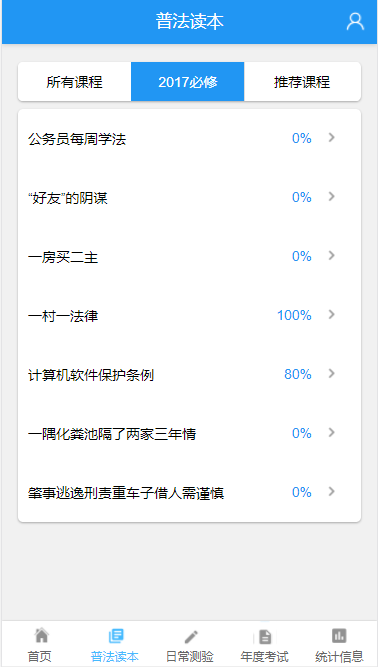 普法读本
所有课程 2017必修 推荐课程
公务员每周学法 0%
“好友”的阴谋 0%
一房买二主 0%
一村一法律 100%
计算机软件保护条例 80%
一隅化粪池隔了两家三年情 0%
肇事逃逸刑责重车子借人需谨慎 0%
首页 普法读本 日常测验 年度考试 统计信息